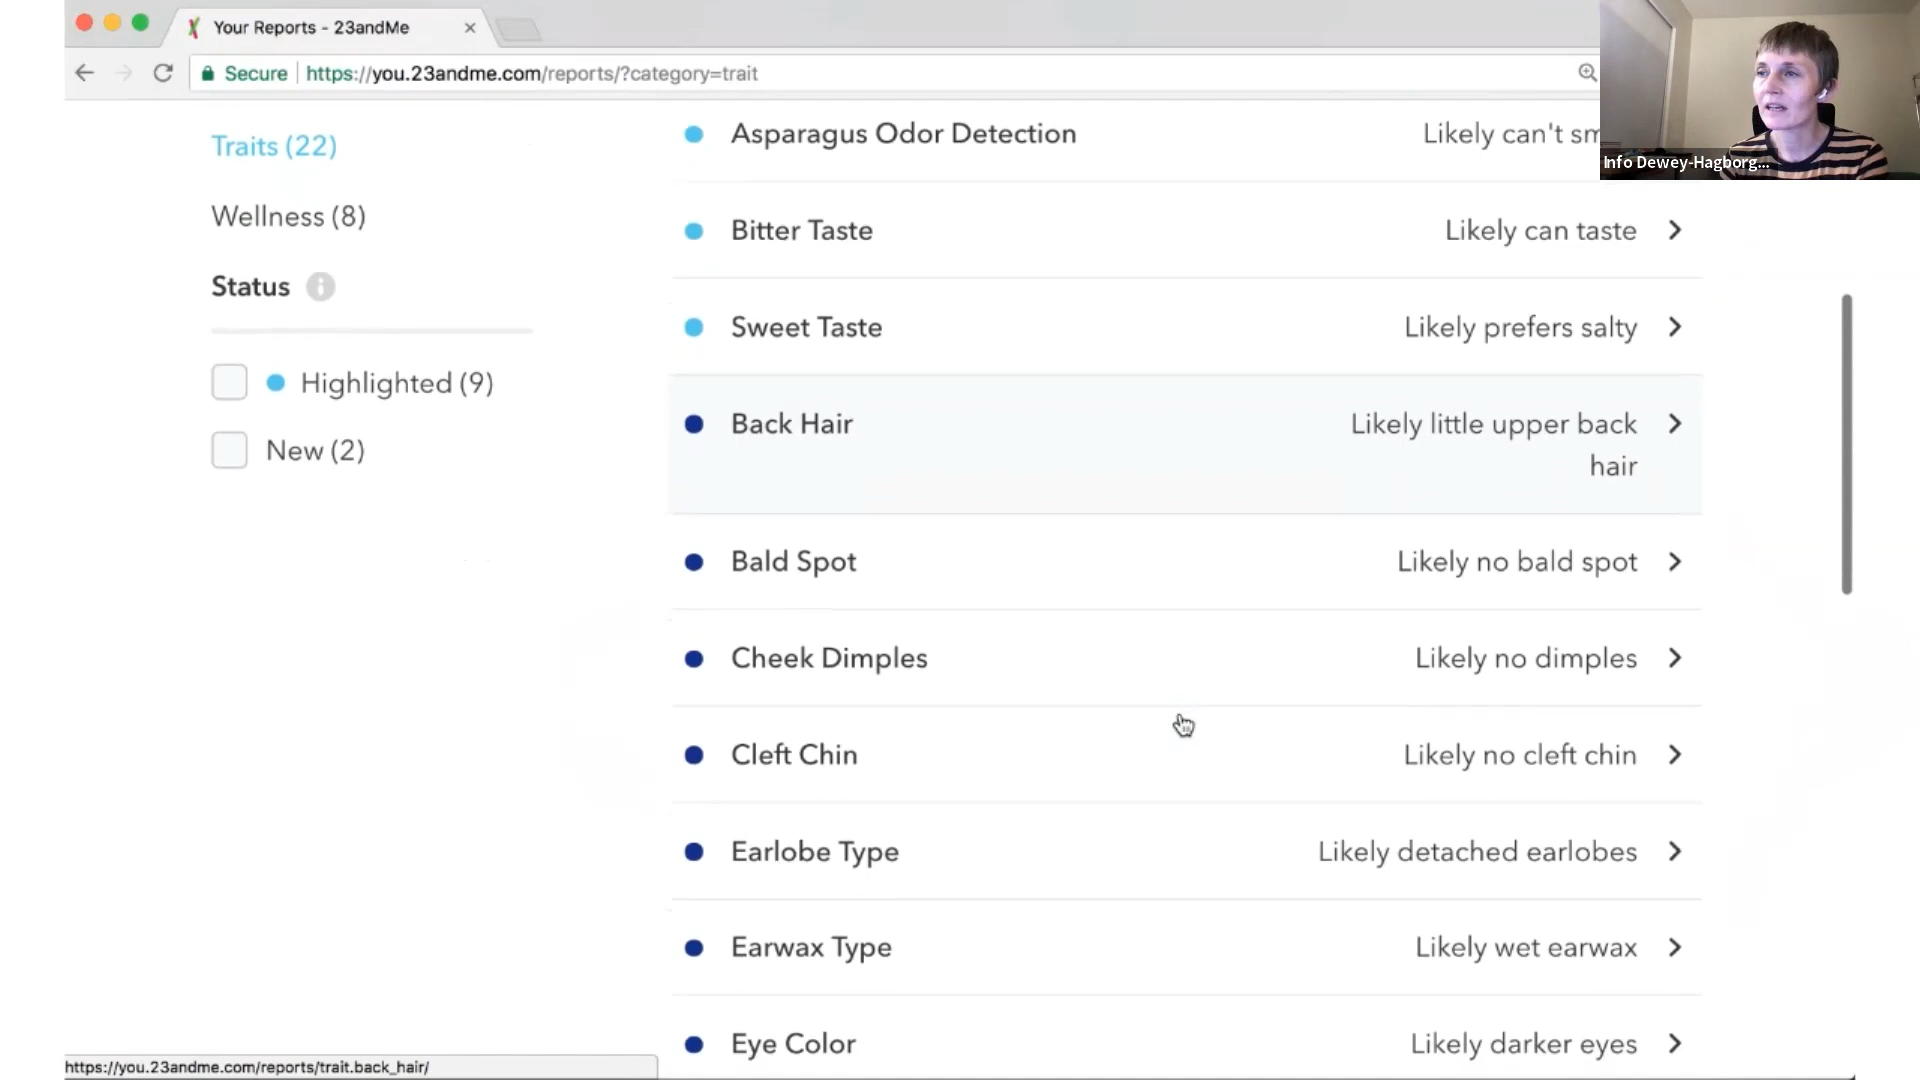 Your Reports - 23andMe
Secure https://you.23andme.com/reports/?category=trait
Info Dewey-Hagborg...
Traits (22)
Wellness (8)
Status
Highlighted (9)
New (2)
Asparagus Odor Detection Likely can't sm
Bitter Taste Likely can taste
Sweet Taste Likely prefers salty
Back Hair Likely little upper back
hair
Bald Spot Likely no bald spot
Cheek Dimples Likely no dimples
Cleft Chin Likely no cleft chin
Earlobe Type Likely detached earlobes
Earwax Type Likely wet earwax
Eye Color Likely darker eyes
https://you.23andme.com/reports/trait.back_hair/